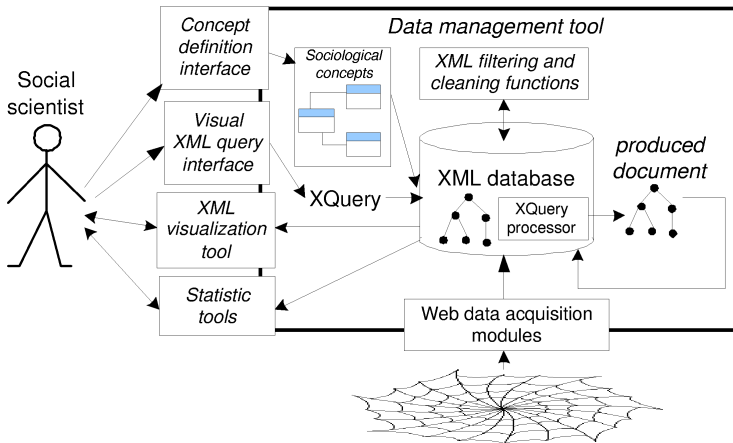 Data management tool
Social
scientist
Concept
definition
interface
Sociological
concepts
XML filtering and
cleaning functions
Visual
XML query
interface
XQuery
XML database
XQuery
processor
produced
document
XML
visualization
tool
Statistic
tools
Web data acquisition
modules